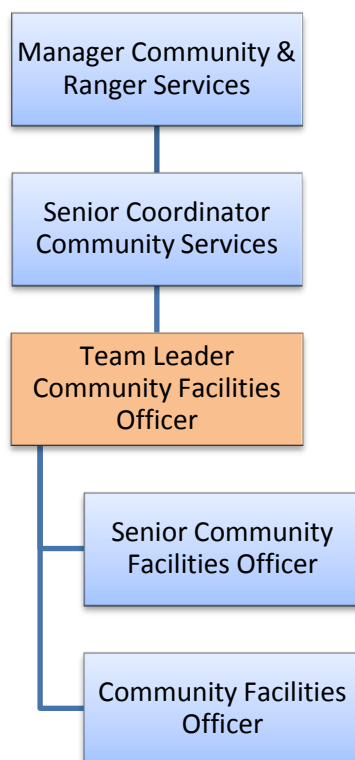 Manager Community &
Ranger Services
Senior Coordinator
Community Services
Team Leader
Community Facilities
Officer
Senior Community
Facilities Officer
Community Facilities
Officer